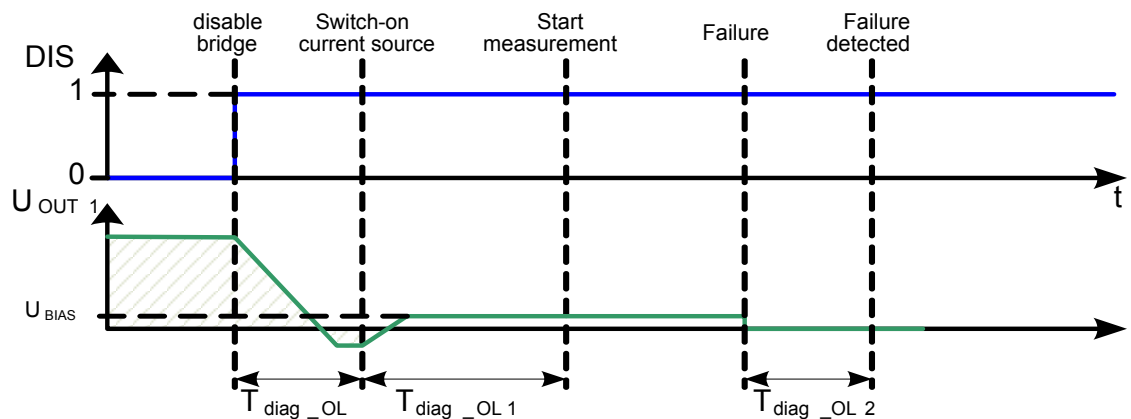 disable
bridge
Switch-on
current source
Start
measurement
Failure
Failure
detected
DIS
1
0
t
U OUT 1
U BIAS
T diag _OL
T diag _OL 1
T diag _OL 2